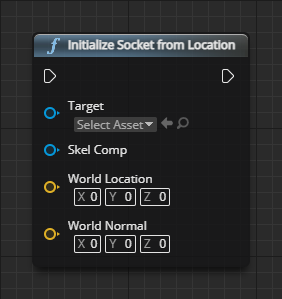 f Initialize Socket from Location
Target
Select Asset
Skel Comp
World Location
X 0 Y 0 Z 0
World Normal
X 0 Y 0 Z 0